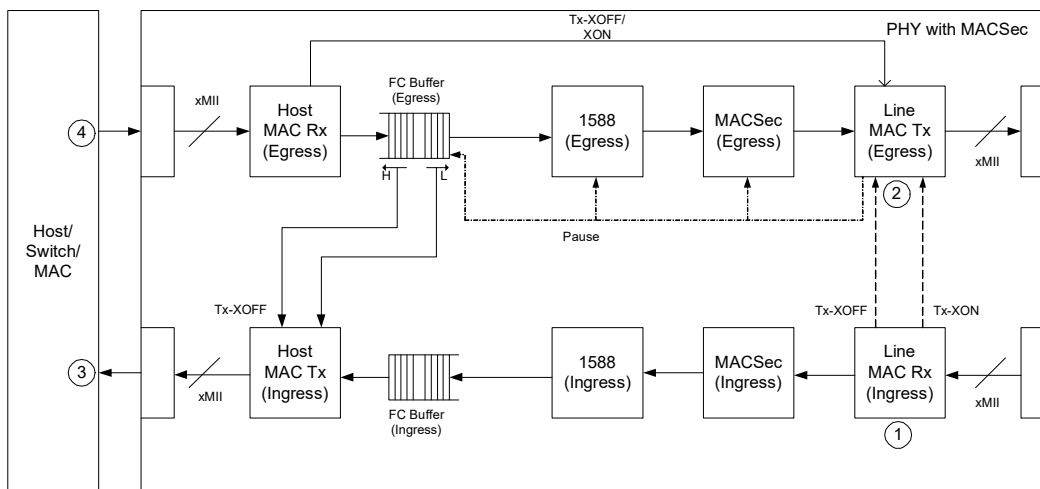 Tx-XOFF/
XON
PHY with MACSec
FC Buffer
(Egress)
xMII
4
Host
MAC Rx
(Egress)
1588
(Egress)
MACSec
(Egress)
Line
MAC Tx
(Egress)
xMII
H
L
2
Pause
Host/
Switch/
MAC
Tx-XOFF
Tx-XOFF
Tx-XON
3
xMII
Host
MAC Tx
(Ingress)
FC Buffer
(Ingress)
1588
(Ingress)
MACSec
(Ingress)
Line
MAC Rx
(Ingress)
xMII
1